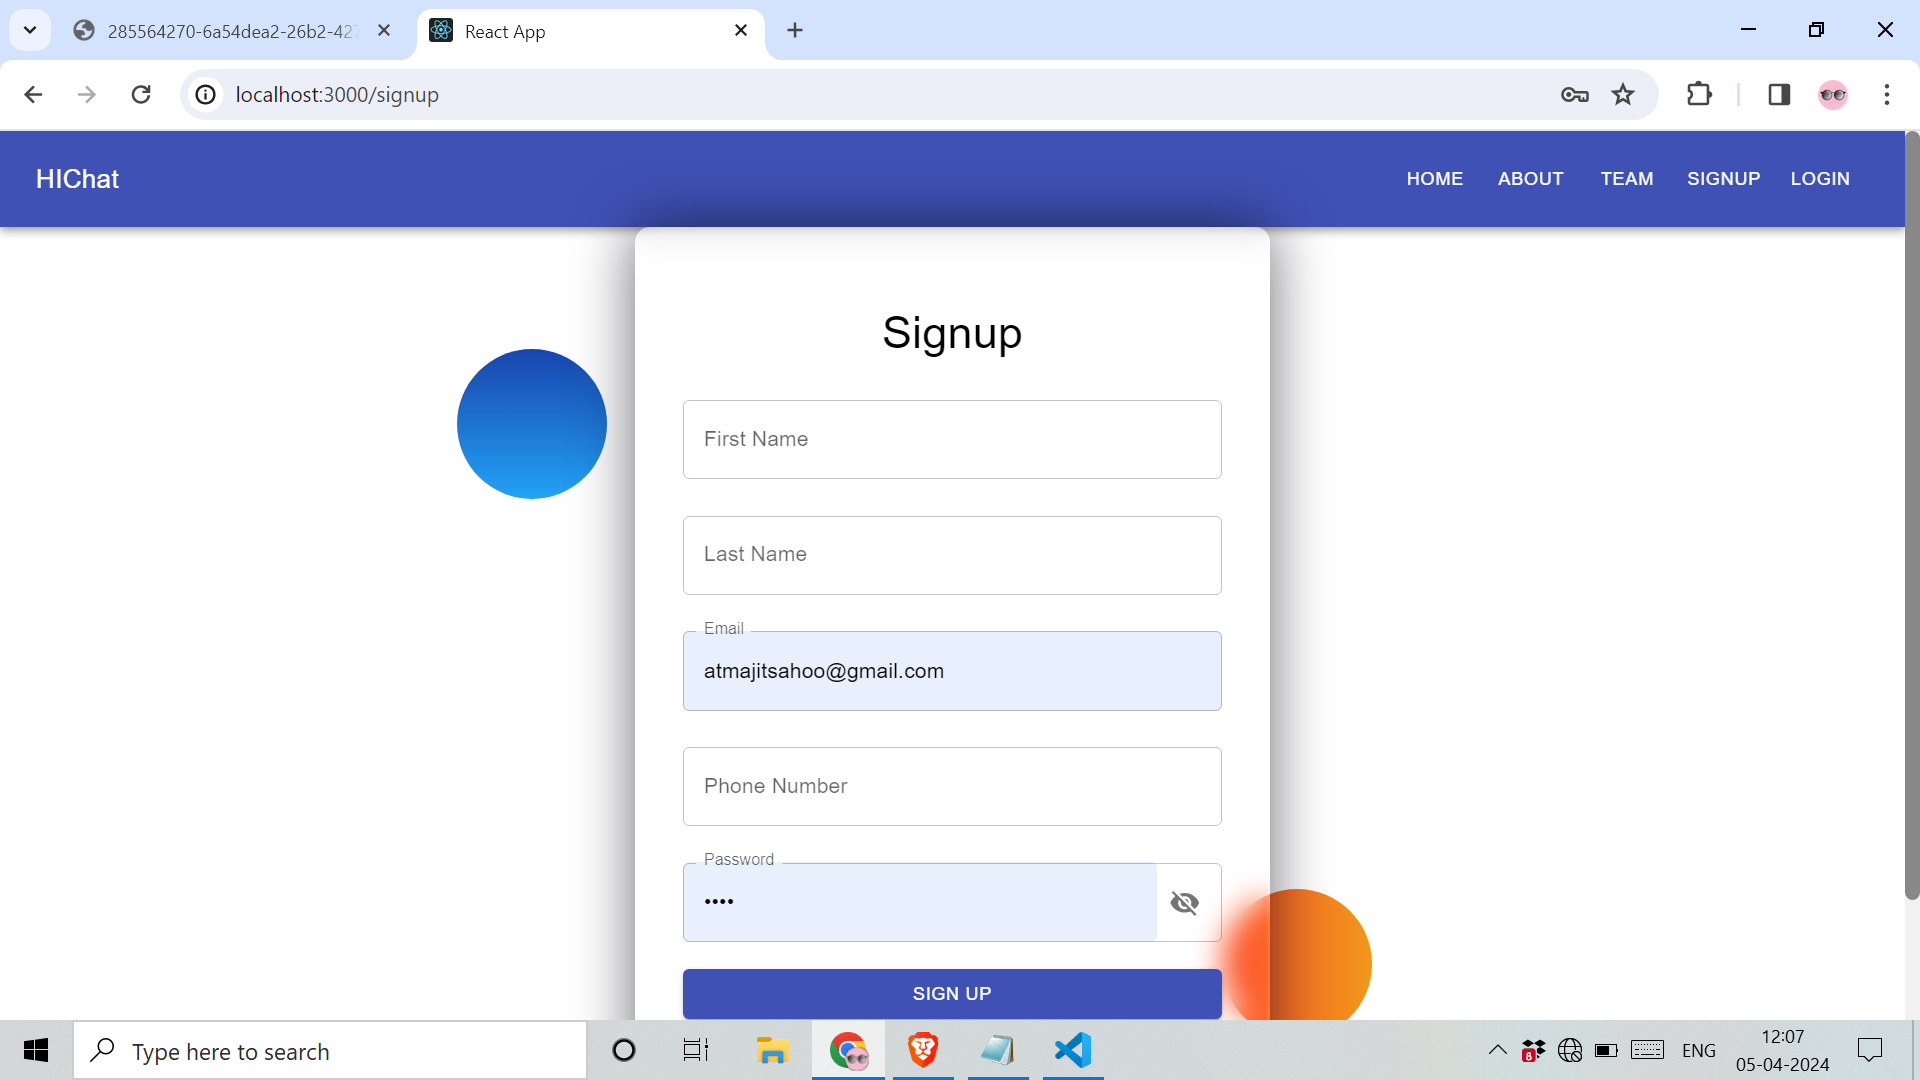 285564270-6a54dea2-26b2-427
React App
localhost:3000/signup
HIChat
HOME
ABOUT
TEAM
SIGNUP
LOGIN
Signup
First Name
Last Name
Email
atmajitsahoo@gmail.com
Phone Number
Password
••••
SIGN UP
Type here to search
8
ENG
12:07
05-04-2024